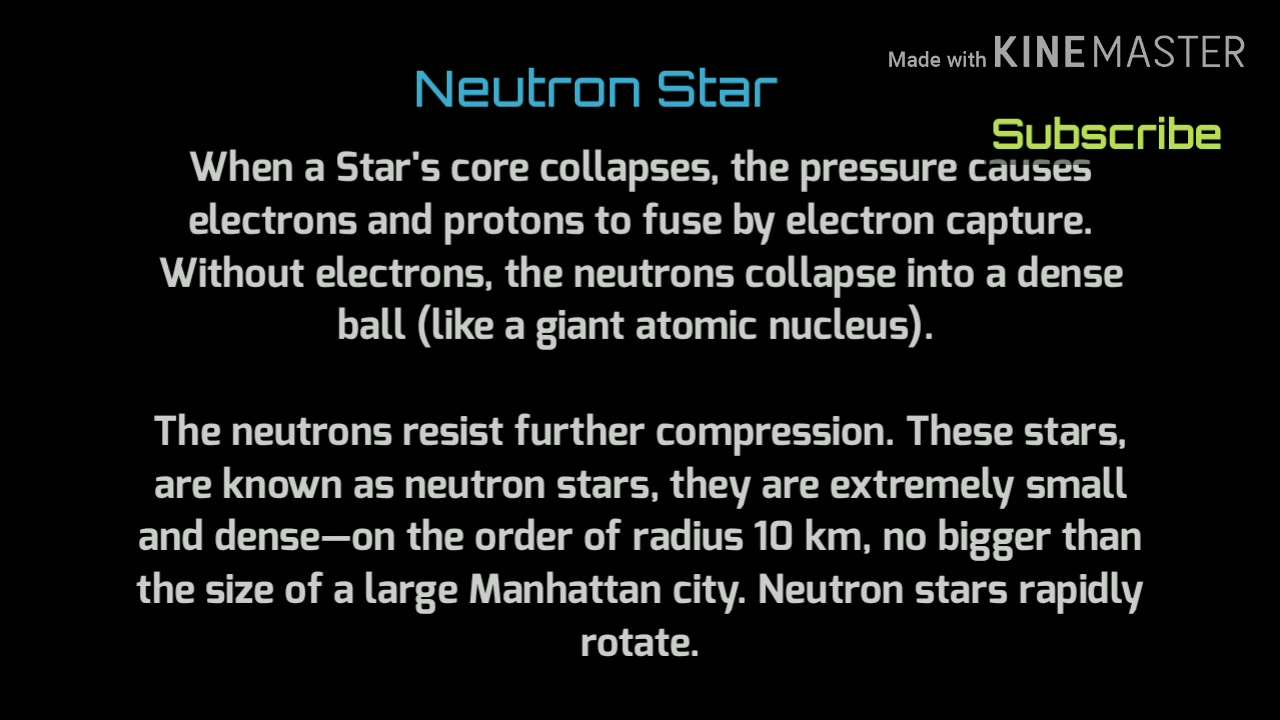 Made with KINEMASTER
Neutron Star
Subscribe
When a Star's core collapses, the pressure causes
electrons and protons to fuse by electron capture.
Without electrons, the neutrons collapse into a dense
ball (like a giant atomic nucleus).
The neutrons resist further compression. These stars,
are known as neutron stars, they are extremely small
and dense—on the order of radius 10 km, no bigger than
the size of a large Manhattan city. Neutron stars rapidly
rotate.